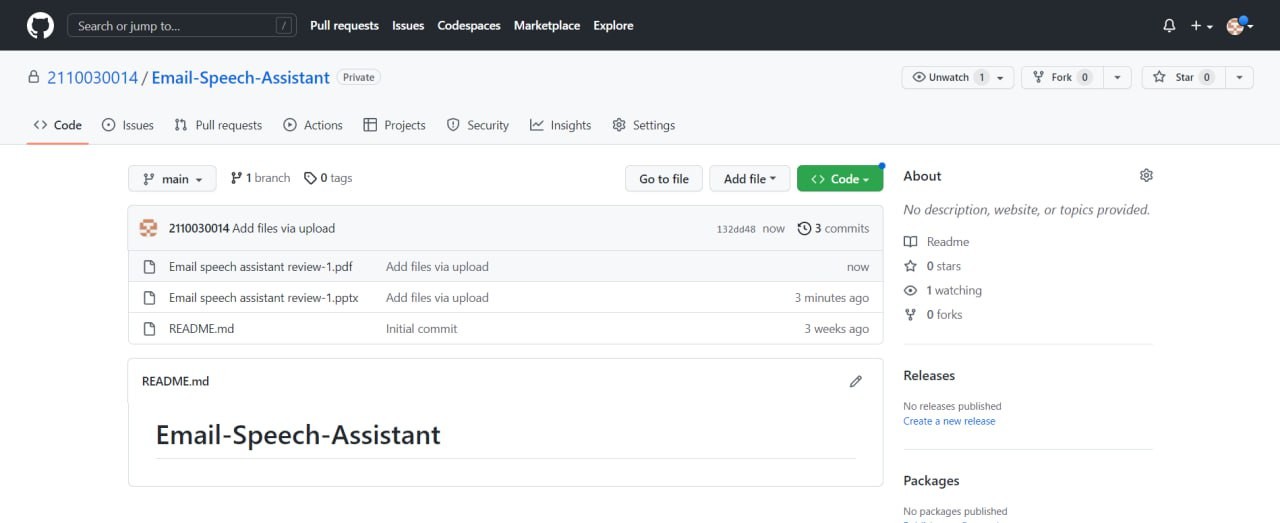 Search or jump to... /
Pull requests Issues Codespaces Marketplace Explore
2110030014 / Email-Speech-Assistant Private
Unwatch 1 Fork 0 Star 0
Code Issues Pull requests Actions Projects Security Insights Settings
main 1 branch 0 tags
Go to file Add file Code
2110030014 Add files via upload 132dd48 now 3 commits
Email speech assistant review-1.pdf Add files via upload now
Email speech assistant review-1.pptx Add files via upload 3 minutes ago
README.md Initial commit 3 weeks ago
README.md
Email-Speech-Assistant
About
No description, website, or topics provided.
Readme
0 stars
1 watching
0 forks
Releases
No releases published
Create a new release
Packages
No packages published